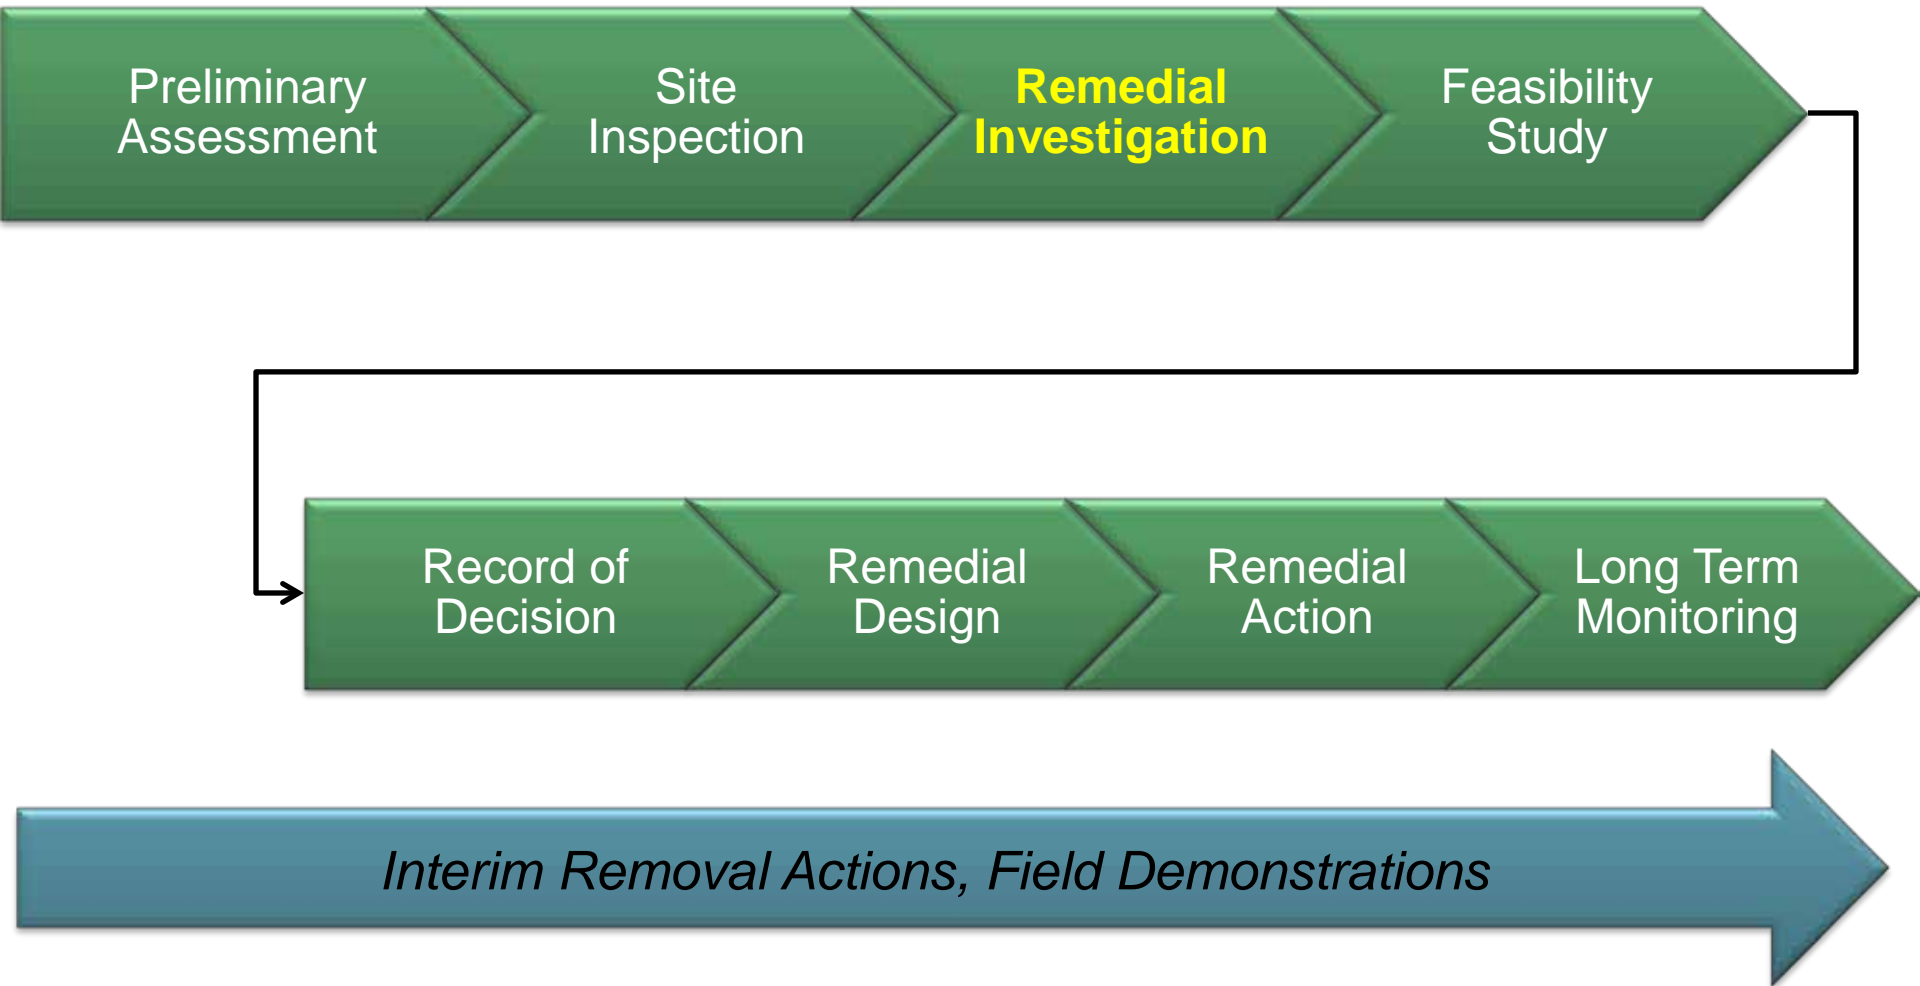 Preliminary
Assessment
Site
Inspection
Remedial
Investigation
Feasibility
Study
Record of
Decision
Remedial
Design
Remedial
Action
Long Term
Monitoring
Interim Removal Actions, Field Demonstrations